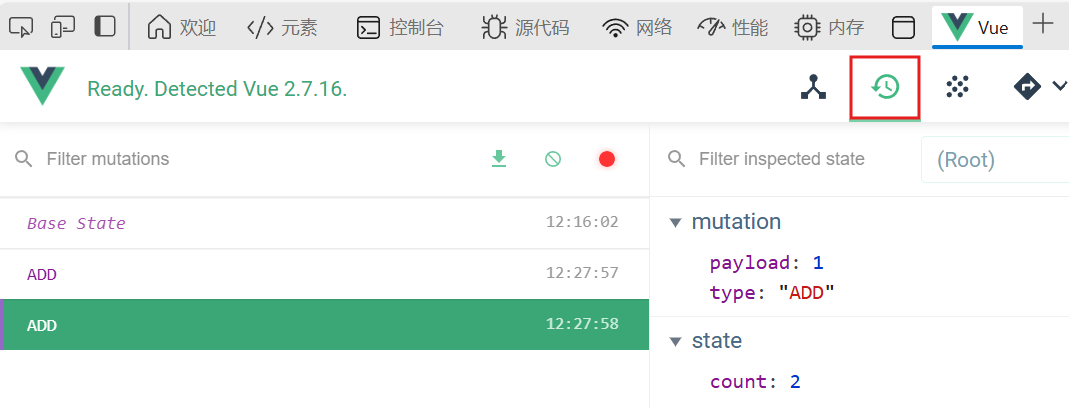 欢迎 元素 控制台 源代码 网络 性能 内存 Vue
Ready. Detected Vue 2.7.16.
Filter mutations
Filter inspected state
(Root)
Base State 12:16:02
ADD 12:27:57
ADD 12:27:58
mutation
payload: 1
type: "ADD"
state
count: 2